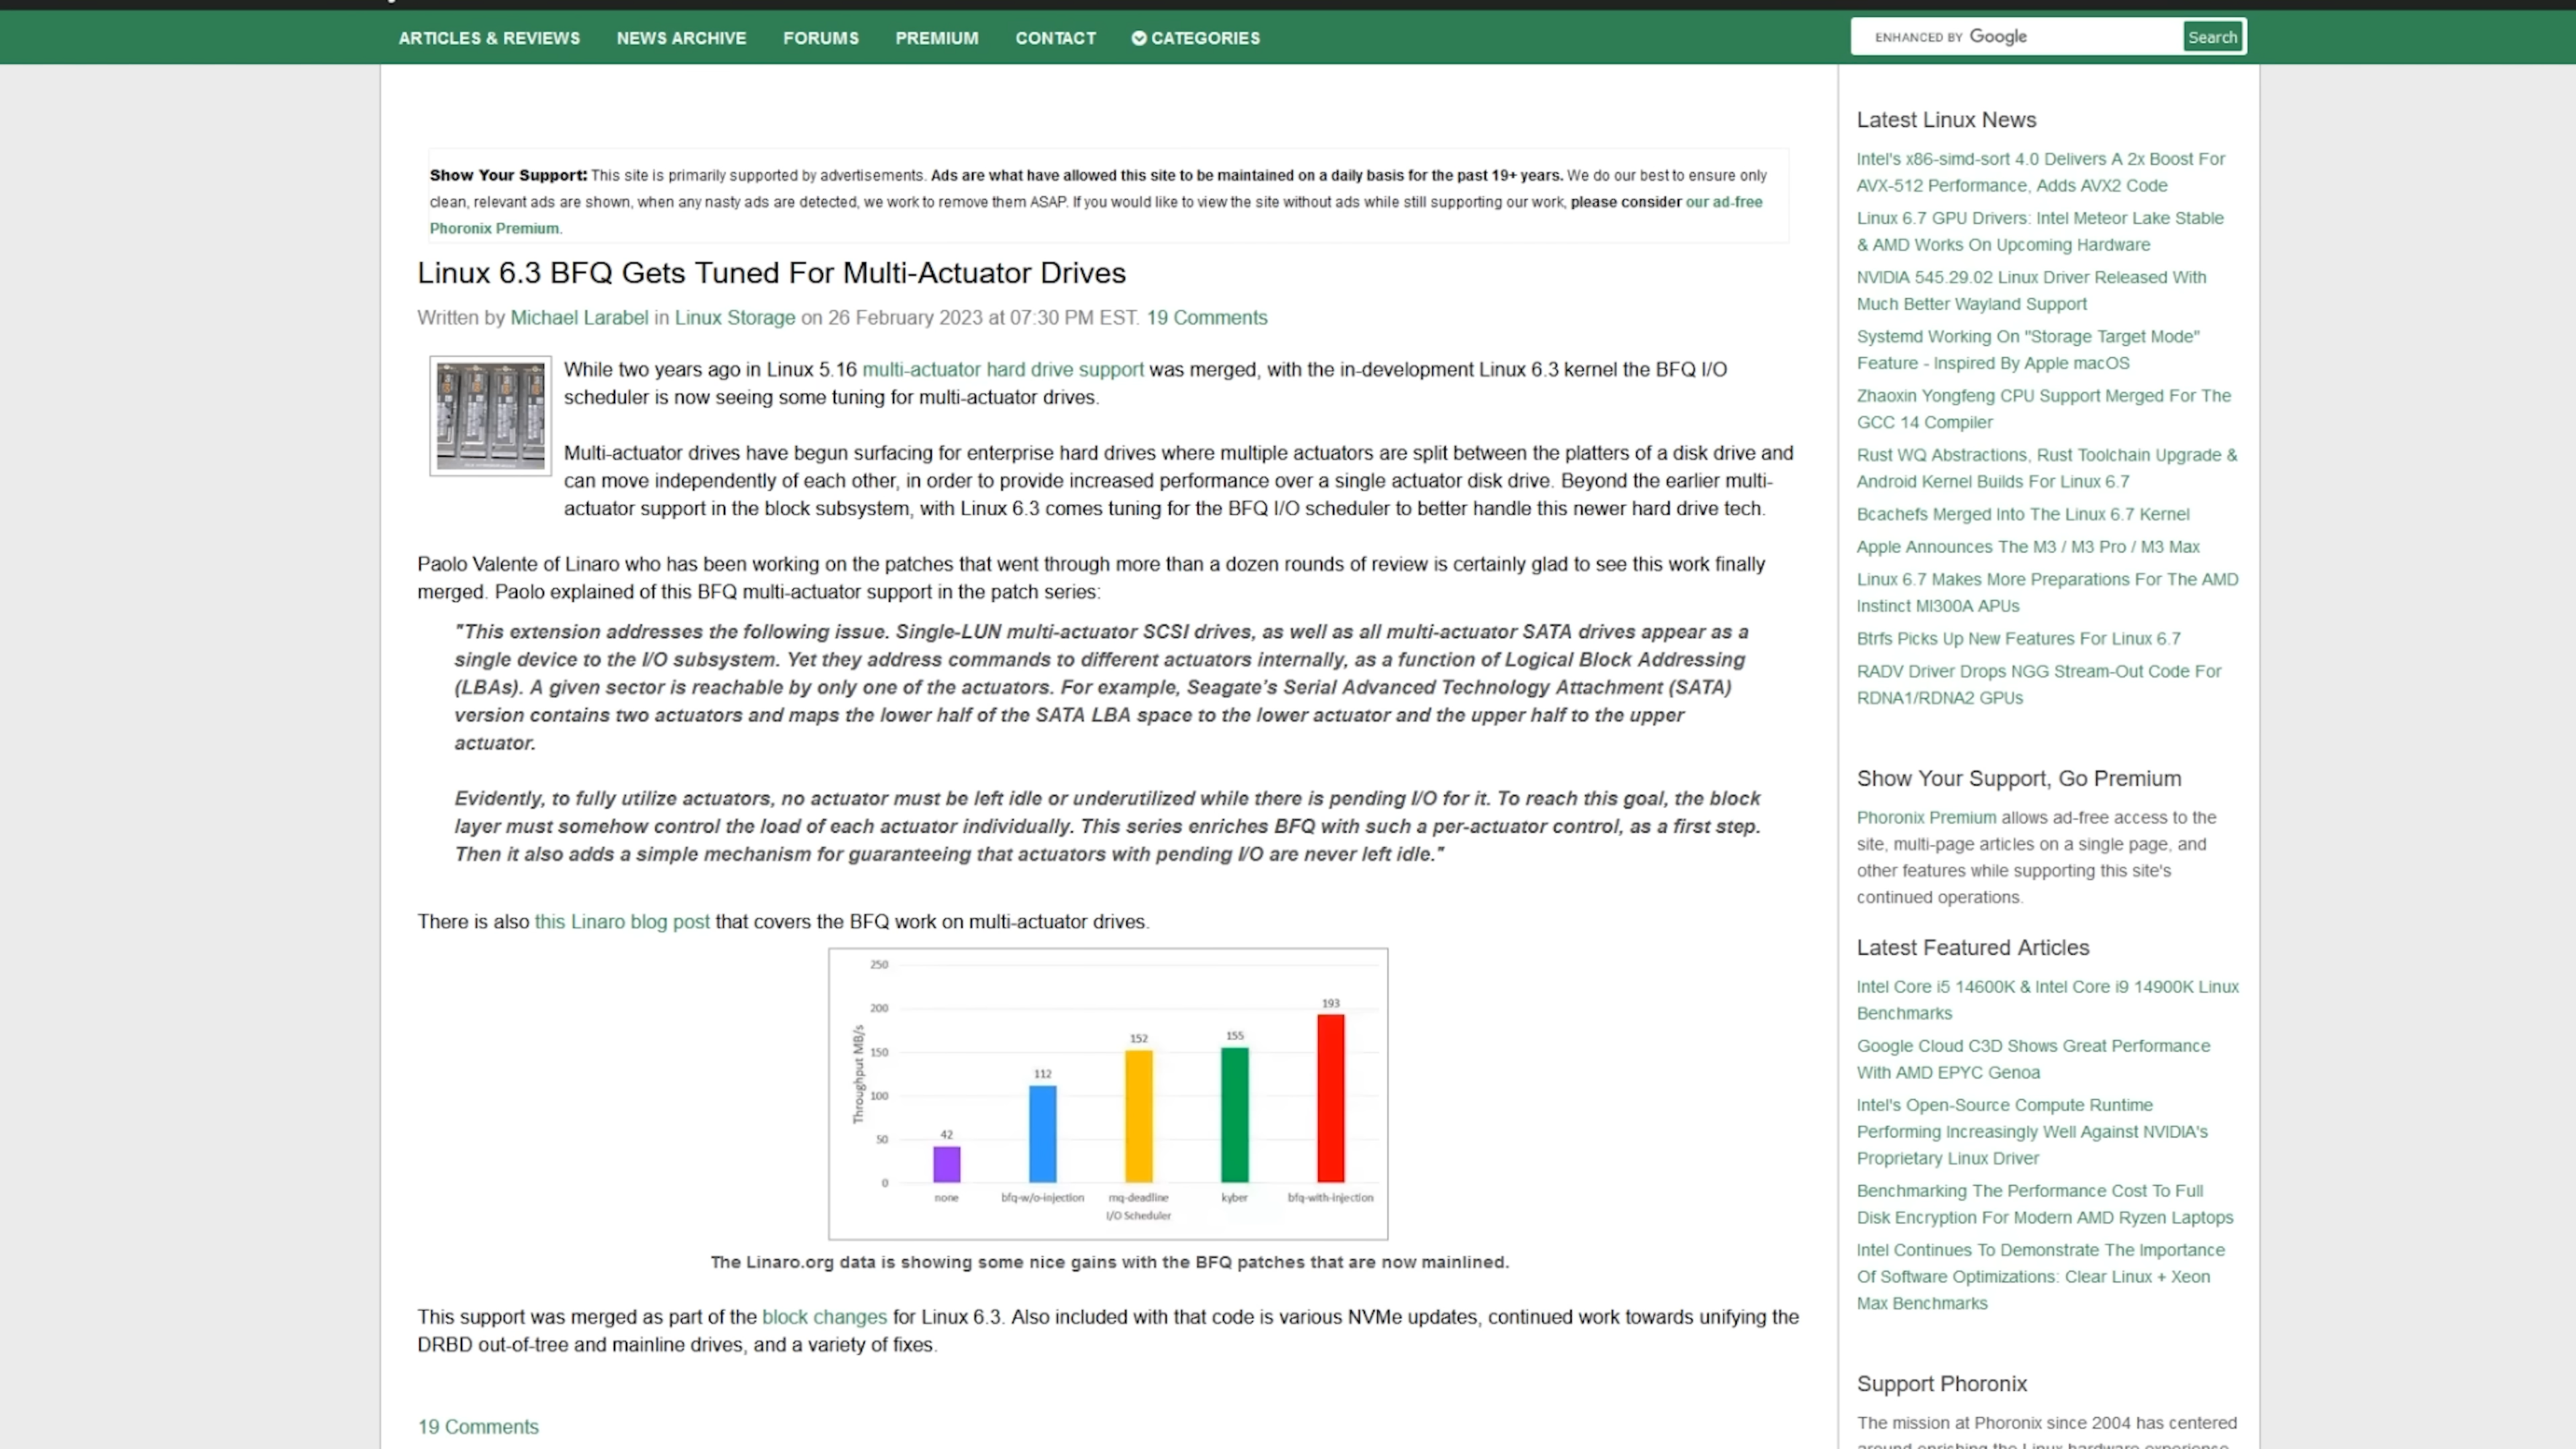 ARTICLES & REVIEWS NEWS ARCHIVE FORUMS PREMIUM CONTACT CATEGORIES
ENHANCED BY Google Search
Show Your Support: This site is primarily supported by advertisements. Ads are what have allowed this site to be maintained on a daily basis for the past 19+ years. We do our best to ensure only
clean, relevant ads are shown, when any nasty ads are detected, we work to remove them ASAP. If you would like to view the site without ads while still supporting our work, please consider our ad-free
Phoronix Premium.
Linux 6.3 BFQ Gets Tuned For Multi-Actuator Drives
Written by Michael Larabel in Linux Storage on 26 February 2023 at 07:30 PM EST. 19 Comments
While two years ago in Linux 5.16 multi-actuator hard drive support was merged, with the in-development Linux 6.3 kernel the BFQ I/O
scheduler is now seeing some tuning for multi-actuator drives.
Multi-actuator drives have begun surfacing for enterprise hard drives where multiple actuators are split between the platters of a disk drive and
can move independently of each other, in order to provide increased performance over a single actuator disk drive. Beyond the earlier multi-
actuator support in the block subsystem, with Linux 6.3 comes tuning for the BFQ I/O scheduler to better handle this newer hard drive tech.
Paolo Valente of Linaro who has been working on the patches that went through more than a dozen rounds of review is certainly glad to see this work finally
merged. Paolo explained of this BFQ multi-actuator support in the patch series:
"This extension addresses the following issue. Single-LUN multi-actuator SCSI drives, as well as all multi-actuator SATA drives appear as a
single device to the I/O subsystem. Yet they address commands to different actuators internally, as a function of Logical Block Addressing
(LBAs). A given sector is reachable by only one of the actuators. For example, Seagate's Serial Advanced Technology Attachment (SATA)
version contains two actuators and maps the lower half of the SATA LBA space to the lower actuator and the upper half to the upper
actuator.
Evidently, to fully utilize actuators, no actuator must be left idle or underutilized while there is pending I/O for it. To reach this goal, the block
layer must somehow control the load of each actuator individually. This series enriches BFQ with such a per-actuator control, as a first step.
Then it also adds a simple mechanism for guaranteeing that actuators with pending I/O are never left idle."
There is also this Linaro blog post that covers the BFQ work on multi-actuator drives.
Throughput MB/s
250
200
150
100
50
0
42
112
152
155
193
none bfq-w/o-injection mq-deadline kyber bfq-with-injection
I/O Scheduler
The Linaro.org data is showing some nice gains with the BFQ patches that are now mainlined.
This support was merged as part of the block changes for Linux 6.3. Also included with that code is various NVMe updates, continued work towards unifying the
DRBD out-of-tree and mainline drives, and a variety of fixes.
19 Comments
Latest Linux News
Intel's x86-simd-sort 4.0 Delivers A 2x Boost For
AVX-512 Performance, Adds AVX2 Code
Linux 6.7 GPU Drivers: Intel Meteor Lake Stable
& AMD Works On Upcoming Hardware
NVIDIA 545.29.02 Linux Driver Released With
Much Better Wayland Support
Systemd Working On "Storage Target Mode"
Feature - Inspired By Apple macOS
Zhaoxin Yongfeng CPU Support Merged For The
GCC 14 Compiler
Rust WQ Abstractions, Rust Toolchain Upgrade &
Android Kernel Builds For Linux 6.7
Bcachefs Merged Into The Linux 6.7 Kernel
Apple Announces The M3 / M3 Pro / M3 Max
Linux 6.7 Makes More Preparations For The AMD
Instinct MI300A APUs
Btrfs Picks Up New Features For Linux 6.7
RADV Driver Drops NGG Stream-Out Code For
RDNA1/RDNA2 GPUs
Show Your Support, Go Premium
Phoronix Premium allows ad-free access to the
site, multi-page articles on a single page, and
other features while supporting this site's
continued operations.
Latest Featured Articles
Intel Core i5 14600K & Intel Core i9 14900K Linux
Benchmarks
Google Cloud C3D Shows Great Performance
With AMD EPYC Genoa
Intel's Open-Source Compute Runtime
Performing Increasingly Well Against NVIDIA's
Proprietary Linux Driver
Benchmarking The Performance Cost To Full
Disk Encryption For Modern AMD Ryzen Laptops
Intel Continues To Demonstrate The Importance
Of Software Optimizations: Clear Linux + Xeon
Max Benchmarks
Support Phoronix
The mission at Phoronix since 2004 has centered
around enriching the Linux hardware experience